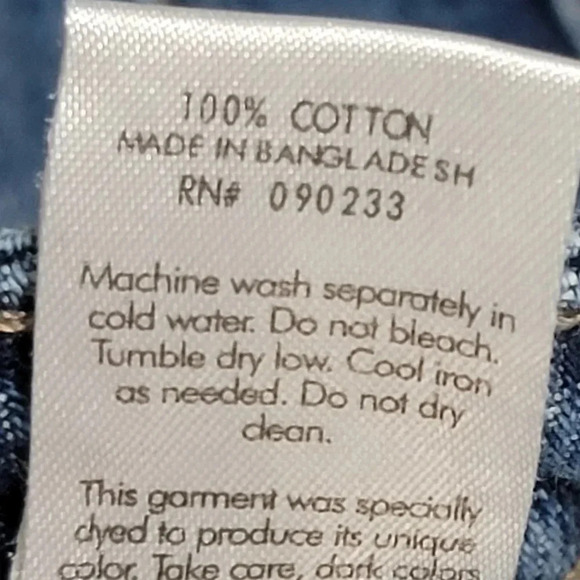 100% COTTON
MADE IN BANGLADESH
RN# 090233
Machine wash separately in
cold water. Do not bleach.
Tumble dry low. Cool iron
as needed. Do not dry
clean.
This garment was specially
dyed to produce its unique
color. Take care, dark colors